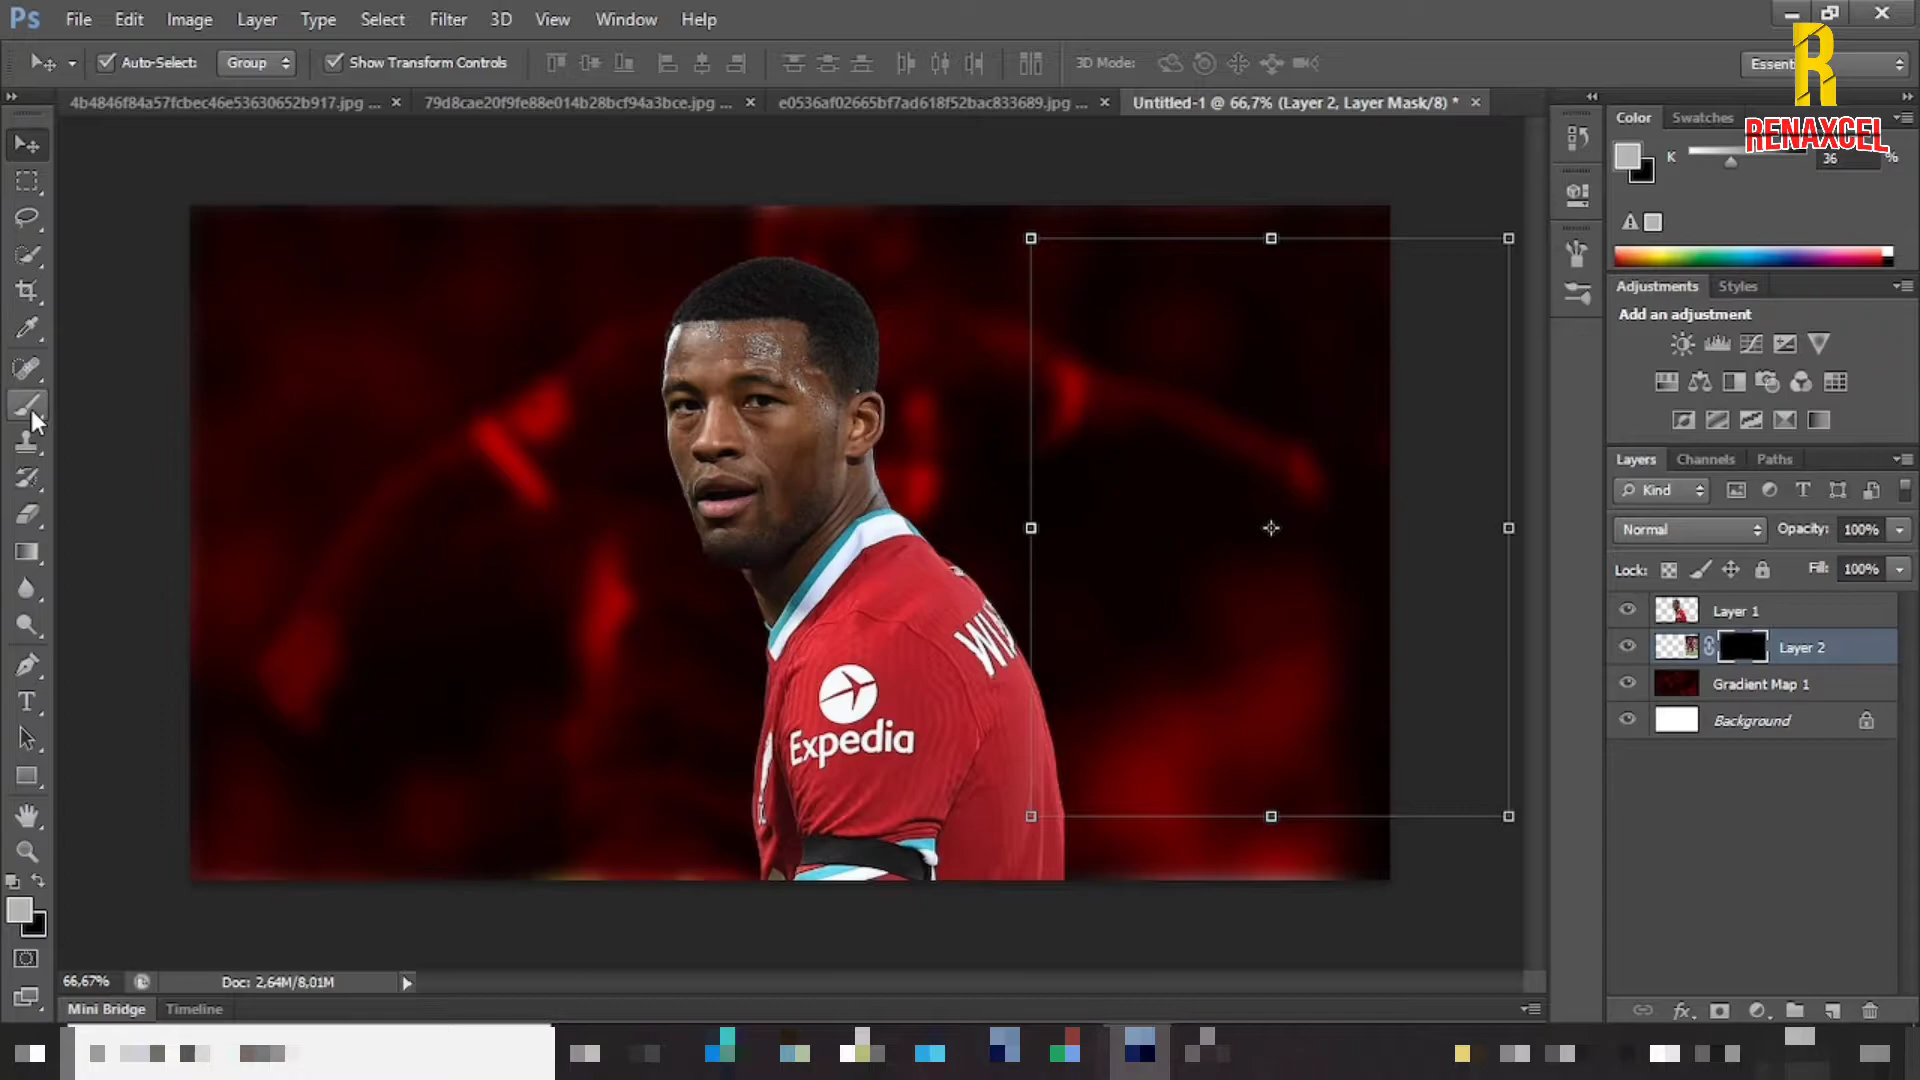 Ps File Edit Image Layer Type Select Filter 3D View Window Help
Auto-Select: Group Show Transform Controls 3D Mode: Essent
R
RENAXCEL
4b4846f84a57fcbec46e53630652b917.jpg ... × 79d8cae20f9fe88e014b28bcf94a3bce.jpg ... × e0536af02665bf7ad618f52bac833689.jpg ... × Untitled-1 @ 66,7% (Layer 2, Layer Mask/8) * ×
Color Swatches
K 36 %
Adjustments Styles
Add an adjustment
Layers Channels Paths
Kind
Normal Opacity: 100%
Lock: Fill: 100%
Layer 1
Layer 2
Gradient Map 1
Background
Expedia
66,67% Doc: 2,64M/8,01M
Mini Bridge Timeline